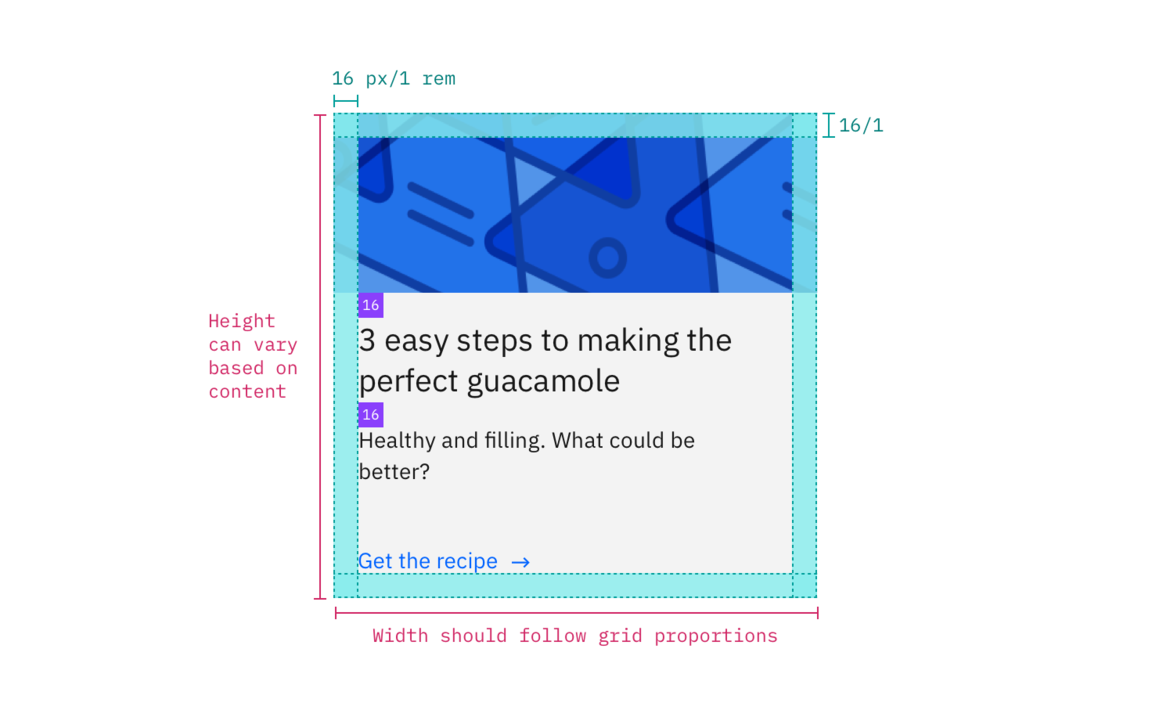 16 px/1 rem
16/1
16
3 easy steps to making the
perfect guacamole
16
Healthy and filling. What could be
better?
Get the recipe →
Height
can vary
based on
content
Width should follow grid proportions